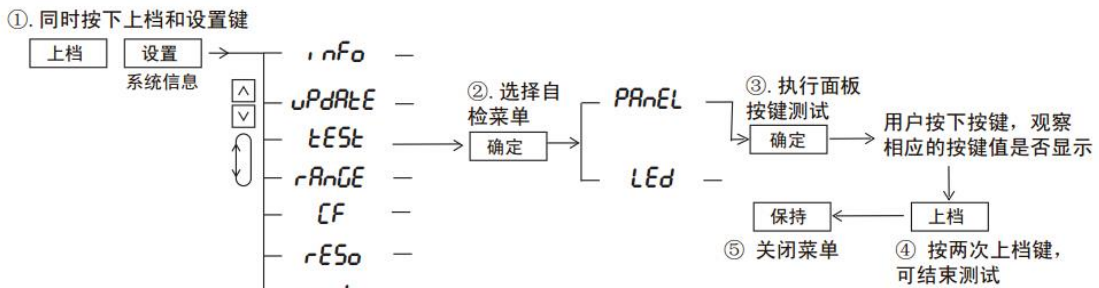 ①. 同时按下上档和设置键
上档 设置
系统信息
inFo
uPdAtE
tESt
rAnGE
CF
rESo
②. 选择自
检菜单
确定
PAnEL
LEd
③. 执行面板
按键测试
确定
用户按下按键，观察
相应的按键值是否显示
上档
④ 按两次上档键，
可结束测试
保持
⑤ 关闭菜单